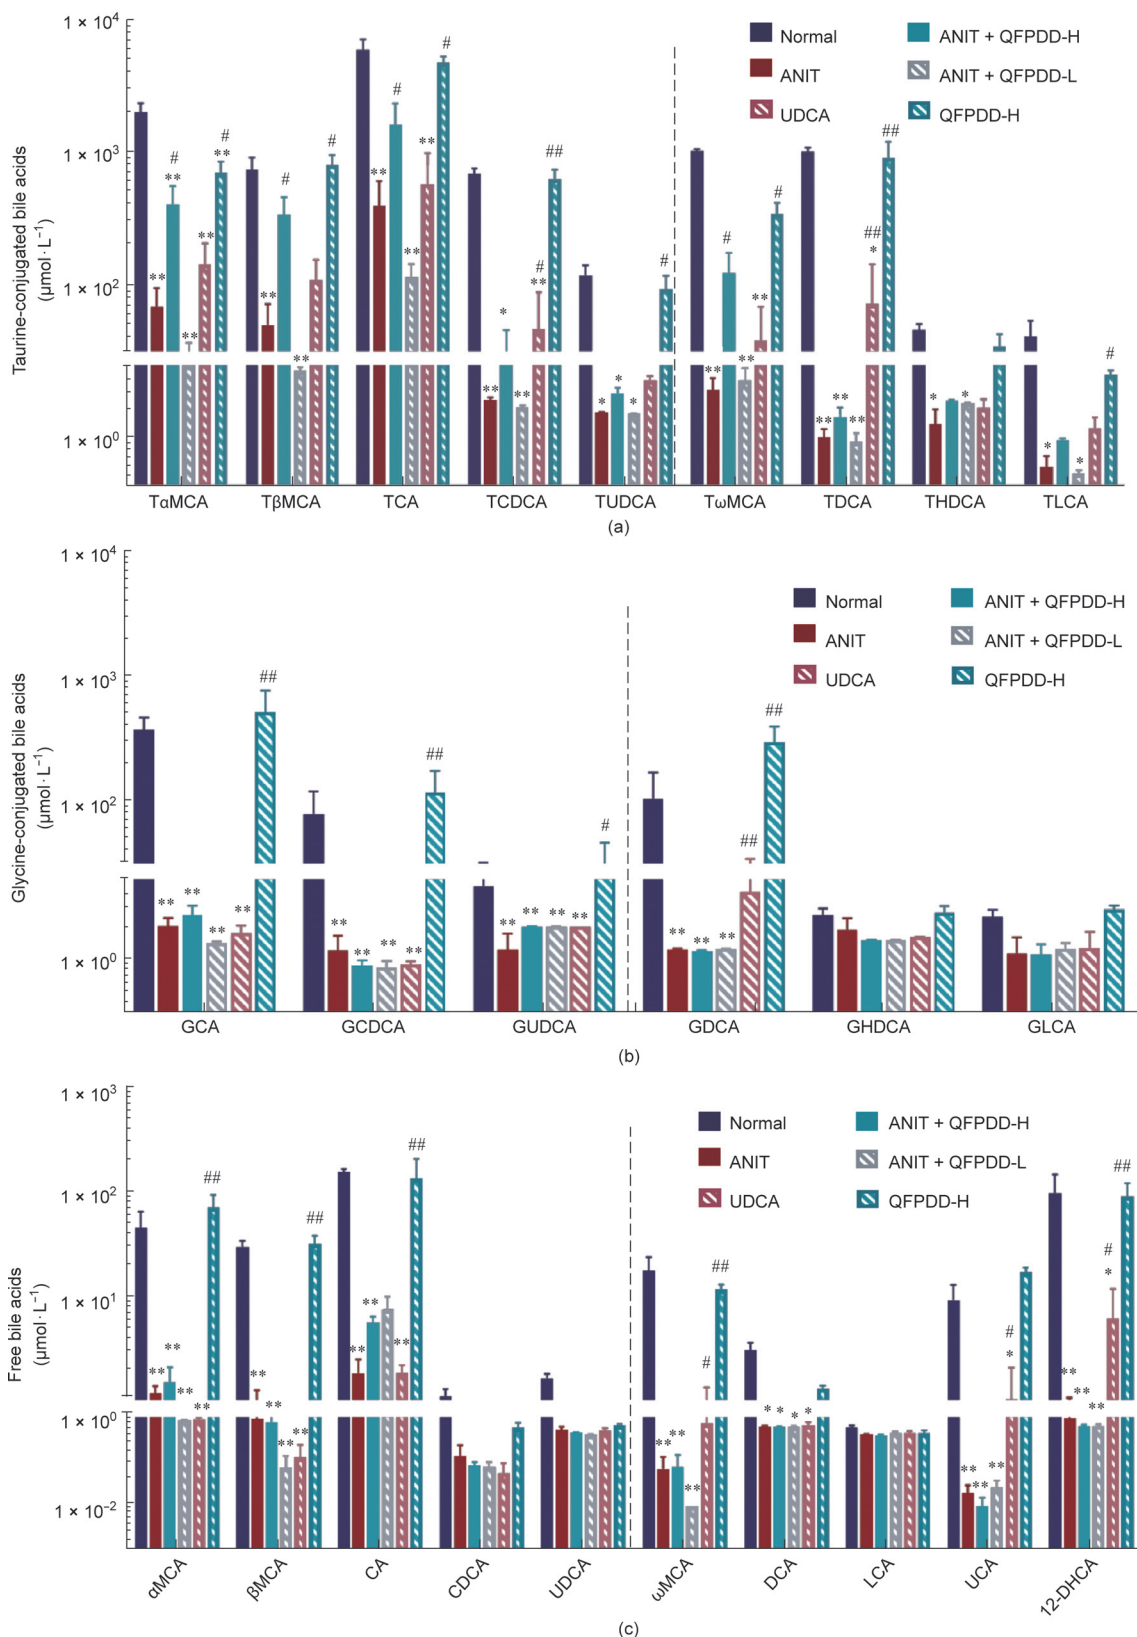 1 × 10⁴
1 × 10³
1 × 10²
1 × 10⁰
Taurine-conjugated bile acids
(μmol·L⁻¹)
Normal
ANIT
UDCA
ANIT + QFPDD-H
ANIT + QFPDD-L
QFPDD-H
# ** ** # ** ** # **
** # ** #
** # ** ** #
** * ** # ** ##
* * * #
** # ** ** #
** ** ** ## * ##
* *
* * #
TαMCA TβMCA TCA TCDCA TUDCA TωMCA TDCA THDCA TLCA
(a)
1 × 10⁴
1 × 10³
1 × 10²
1 × 10⁰
Glycine-conjugated bile acids
(μmol·L⁻¹)
Normal
ANIT
UDCA
ANIT + QFPDD-H
ANIT + QFPDD-L
QFPDD-H
** ** ** ** ##
** ** ** ** ##
** ** ** ** #
** ** ** ## ##
GCA GCDCA GUDCA GDCA GHDCA GLCA
(b)
1 × 10³
1 × 10²
1 × 10¹
1 × 10⁰
1 × 10⁻²
Free bile acids
(μmol·L⁻¹)
Normal
ANIT
UDCA
ANIT + QFPDD-H
ANIT + QFPDD-L
QFPDD-H
** ** ** ** ##
** ** ** ** ##
** ** ** ##
** ** ** # ##
* * * *
** ** ** # *
** ** ** # * ##
αMCA βMCA CA CDCA UDCA ωMCA DCA LCA UCA 12-DHCA
(c)